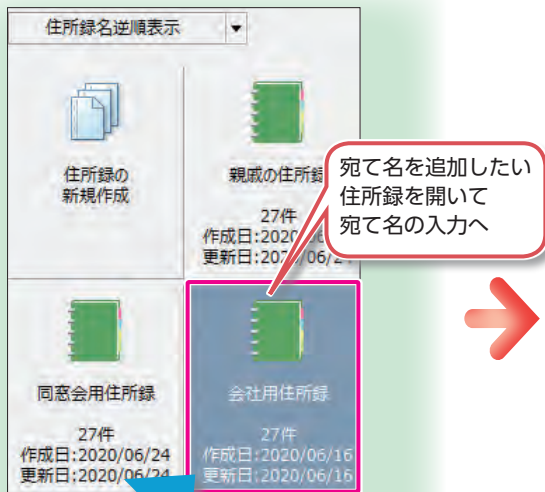 住所録名逆順表示
住所録の
新規作成
親戚の住所録
27件
作成日:2020/06
更新日:2020/06/24
宛て名を追加したい
住所録を開いて
宛て名の入力へ
同窓会用住所録
27件
作成日:2020/06/24
更新日:2020/06/24
会社用住所録
27件
作成日:2020/06/16
更新日:2020/06/16